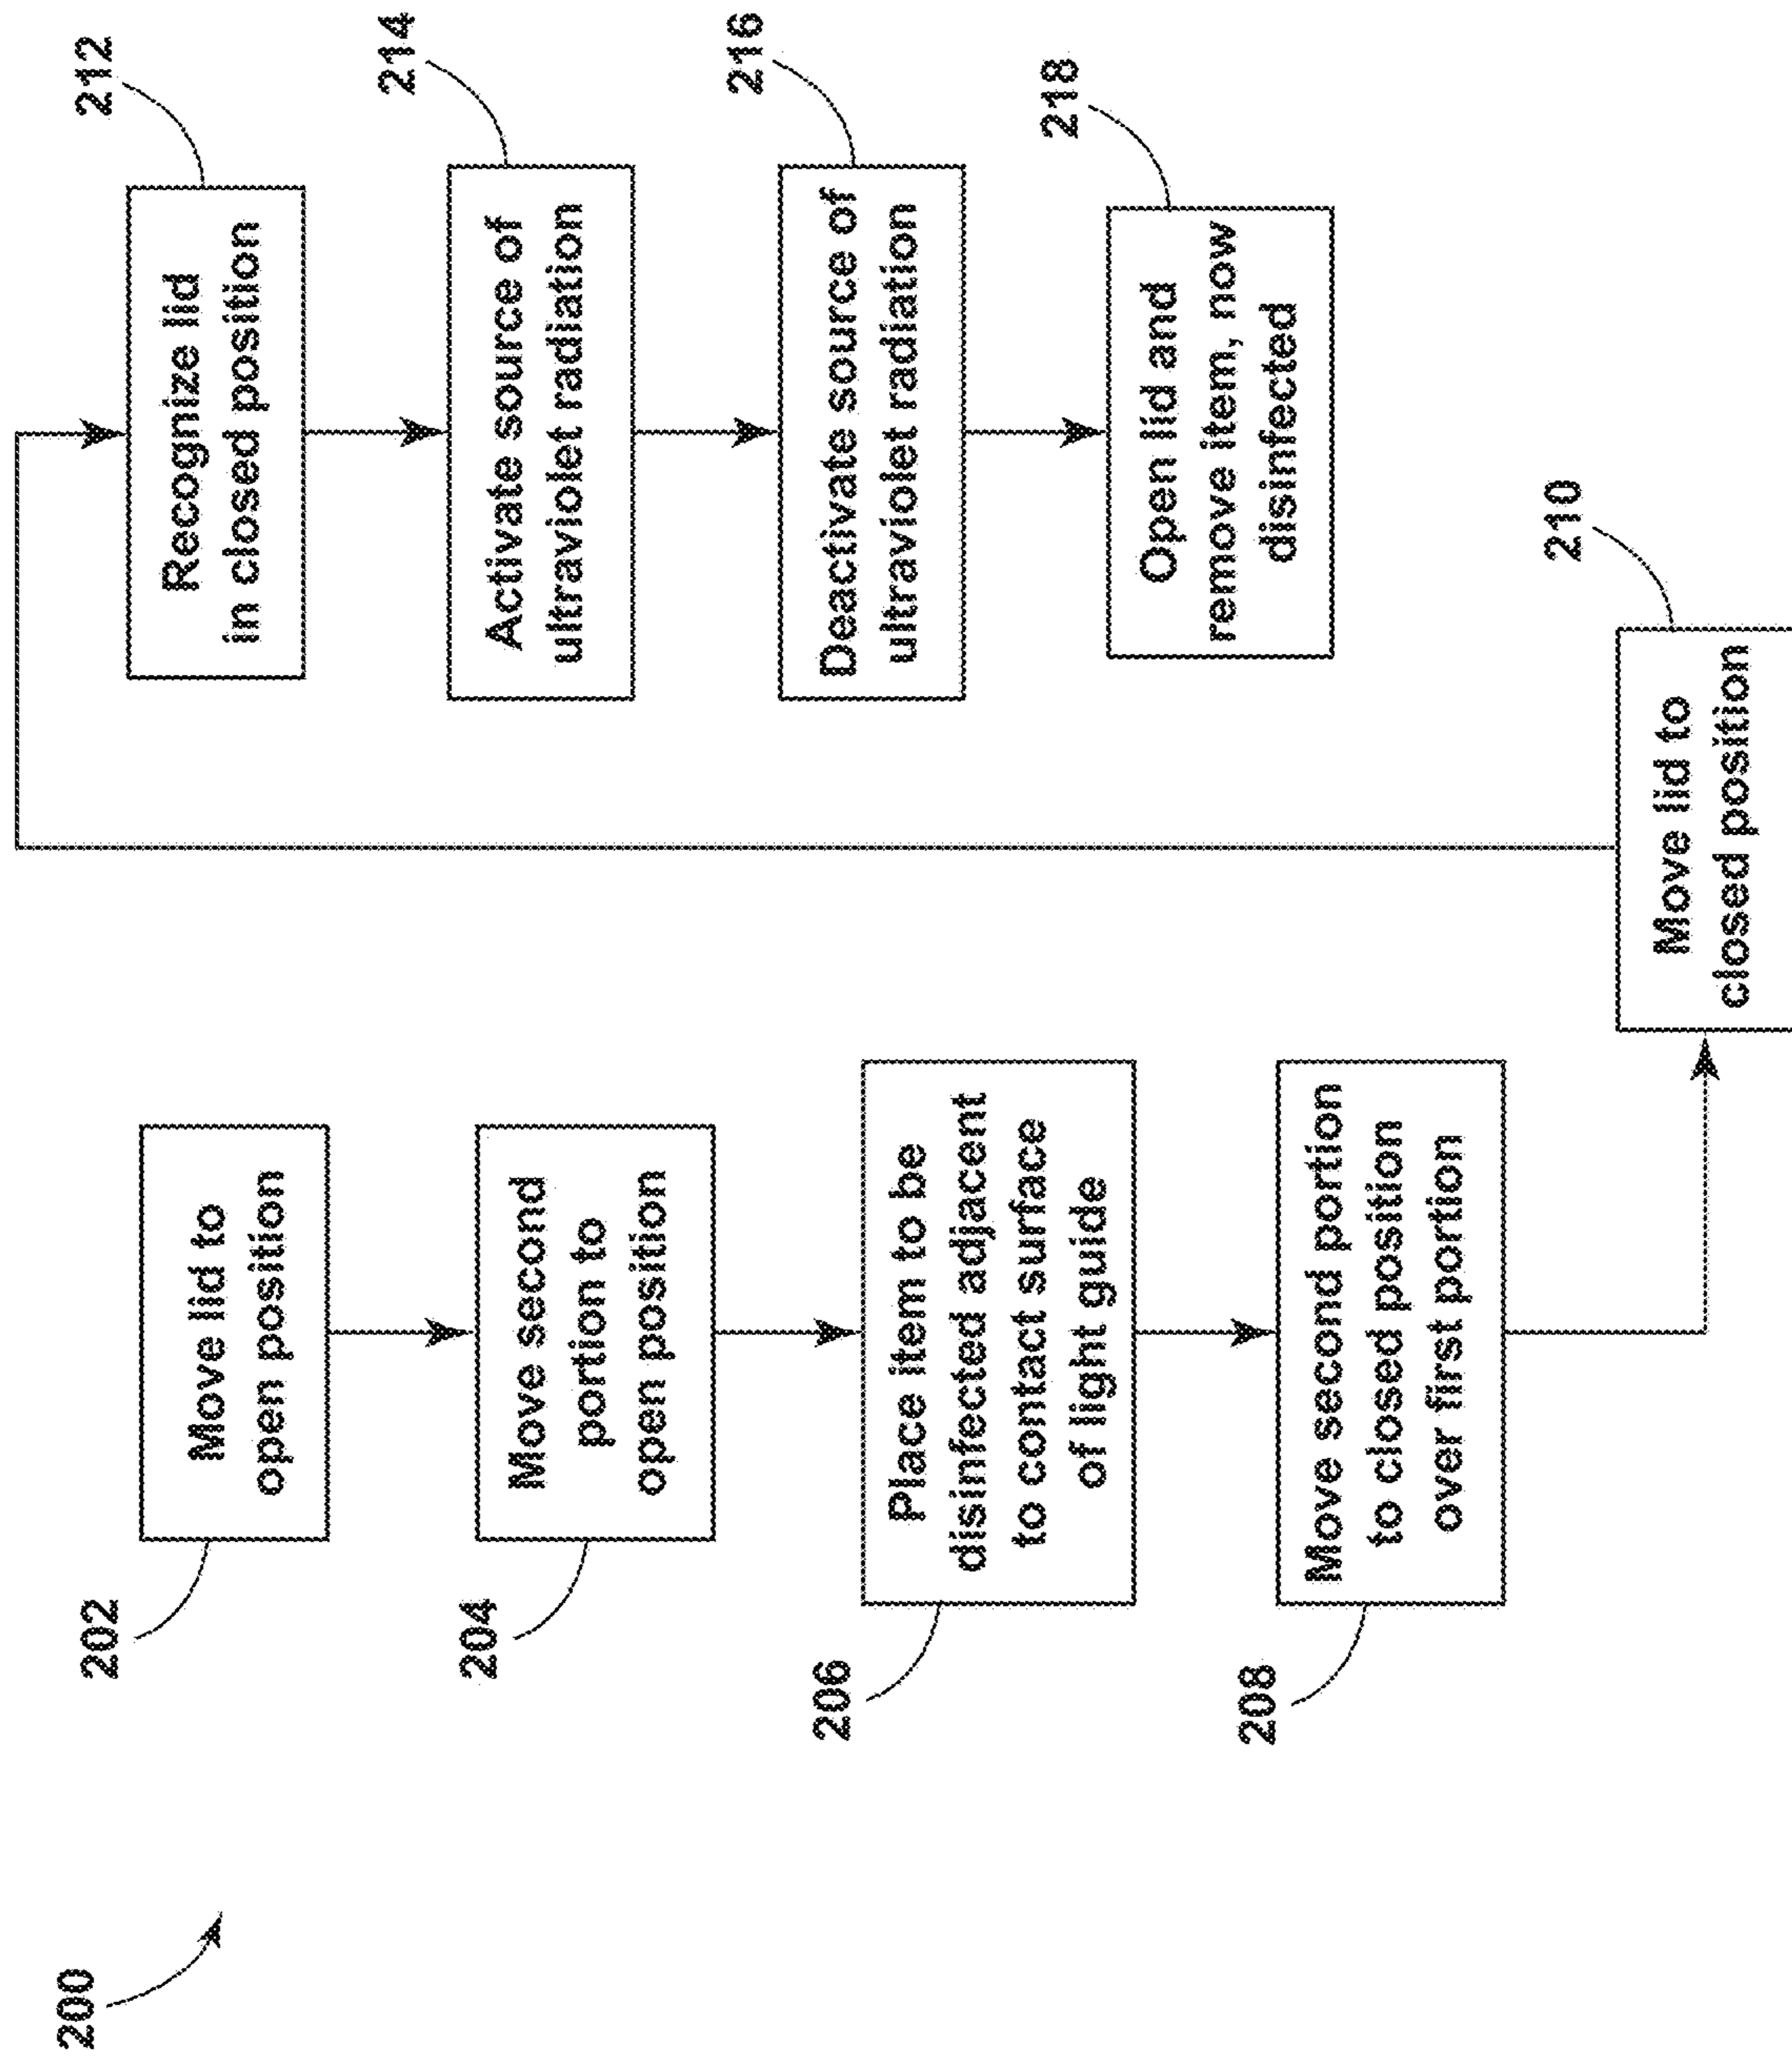 200
202
Move lid to
open position
204
Move second
portion to
open position
206
Place item to be
disinfected adjacent
to contact surface
of light guide
208
Move second portion
to closed position
over first portion
210
Move lid to
closed position
212
Recognize lid
in closed position
214
Activate source of
ultraviolet radiation
216
Deactivate source of
ultraviolet radiation
218
Open lid and
remove item, now
disinfected